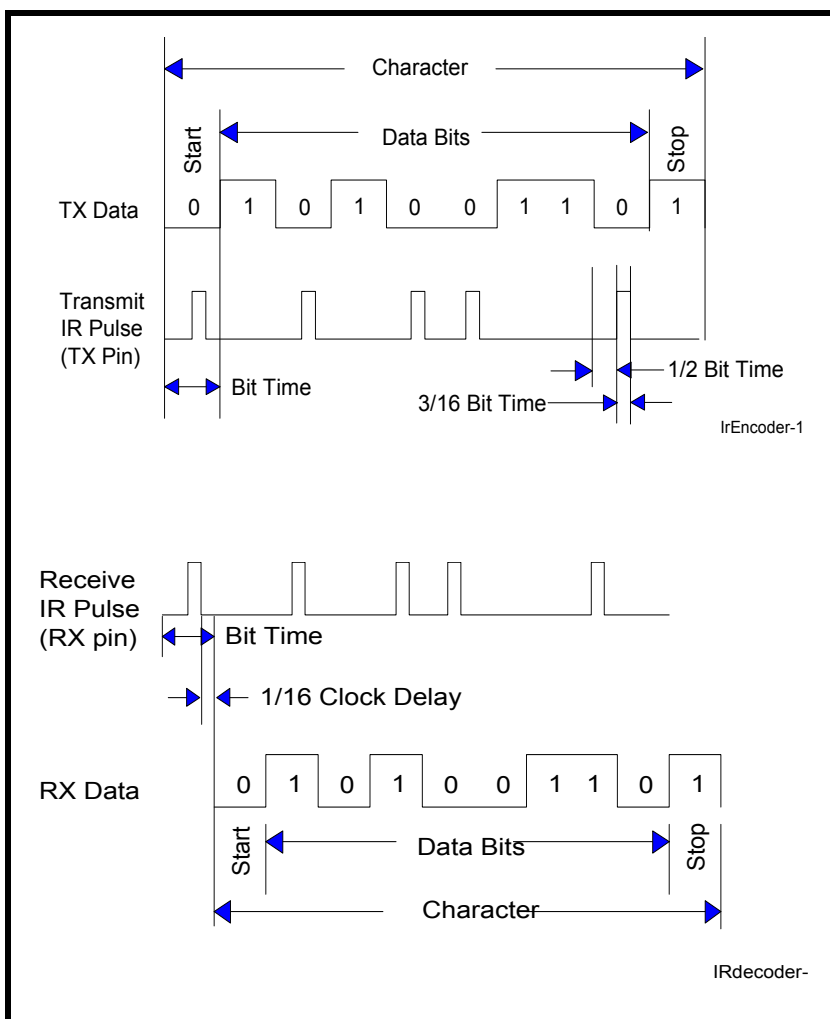 Character
Start
Data Bits
Stop
TX Data 0 1 0 1 0 0 1 1 0 1
Transmit
IR Pulse
(TX Pin)
Bit Time
1/2 Bit Time
3/16 Bit Time
IrEncoder-1
Receive
IR Pulse
(RX pin)
Bit Time
1/16 Clock Delay
RX Data 0 1 0 1 0 0 1 1 0 1
Start
Data Bits
Stop
Character
IRdecoder-